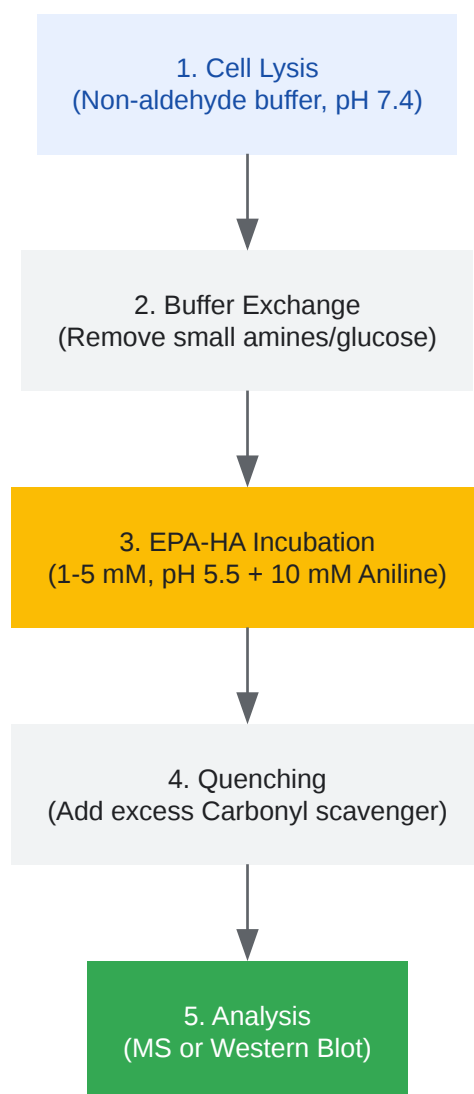 1. Cell Lysis
(Non-aldehyde buffer, pH 7.4)
2. Buffer Exchange
(Remove small amines/glucose)
3. EPA-HA Incubation
(1-5 mM, pH 5.5 + 10 mM Aniline)
4. Quenching
(Add excess Carbonyl scavenger)
5. Analysis
(MS or Western Blot)